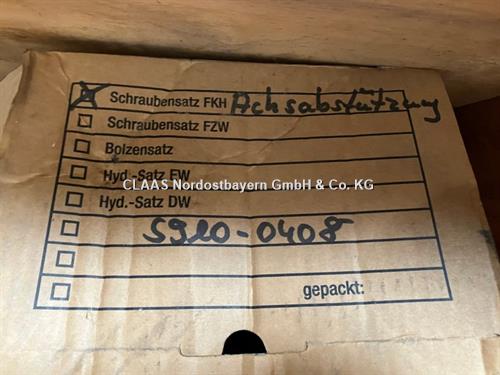 Schraubensatz FKH Achsabstützung
Schraubensatz FZW
Bolzensatz
Hyd.-Satz FW
CLAAS Nordostbayern GmbH & Co. KG
Hyd.-Satz DW
S920-0408
gepackt: